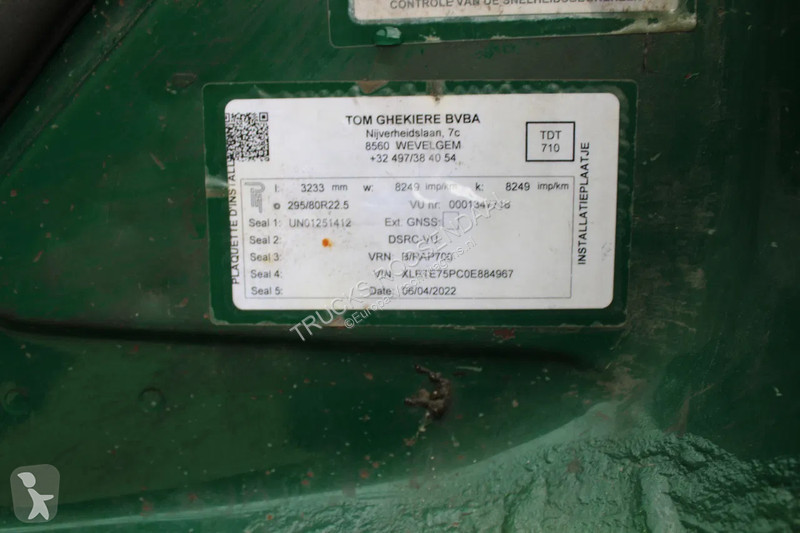 CONTROLE VAN DE
TOM GHEKIERE BVBA
Nijverheidslaan, 7c
8560 WEVELGEM
+32 497/38 40 54
TDT
710
PLAQUETTE D'INSTALLATION
INSTALLATIEPLAATJE
l: 3233 mm w: 8249 imp/km k: 8249 imp/km
295/80R22.5 VU nr:
Seal 1: UN01251412 Ext. GNSS:
Seal 2: DSRC-VU:
Seal 3: VRN:
Seal 4: VIN:
Seal 5: Date: 06/04/2022
TRUCKS ROOSENDAAL